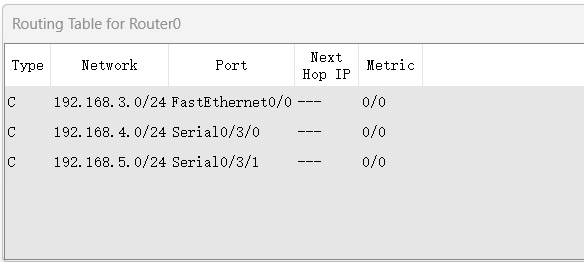 Routing Table for Router0
Type Network Port Next Hop IP Metric
C 192.168.3.0/24 FastEthernet0/0 --- 0/0
C 192.168.4.0/24 Serial0/3/0 --- 0/0
C 192.168.5.0/24 Serial0/3/1 --- 0/0